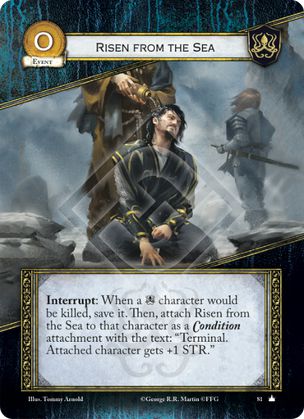 0
Risen from the Sea
Event
Interrupt: When a character would
be killed, save it. Then, attach Risen from
the Sea to that character as a Condition
attachment with the text: “Terminal.
Attached character gets +1 STR.”
Illus. Tommy Arnold ©George R.R. Martin ©FFG 81